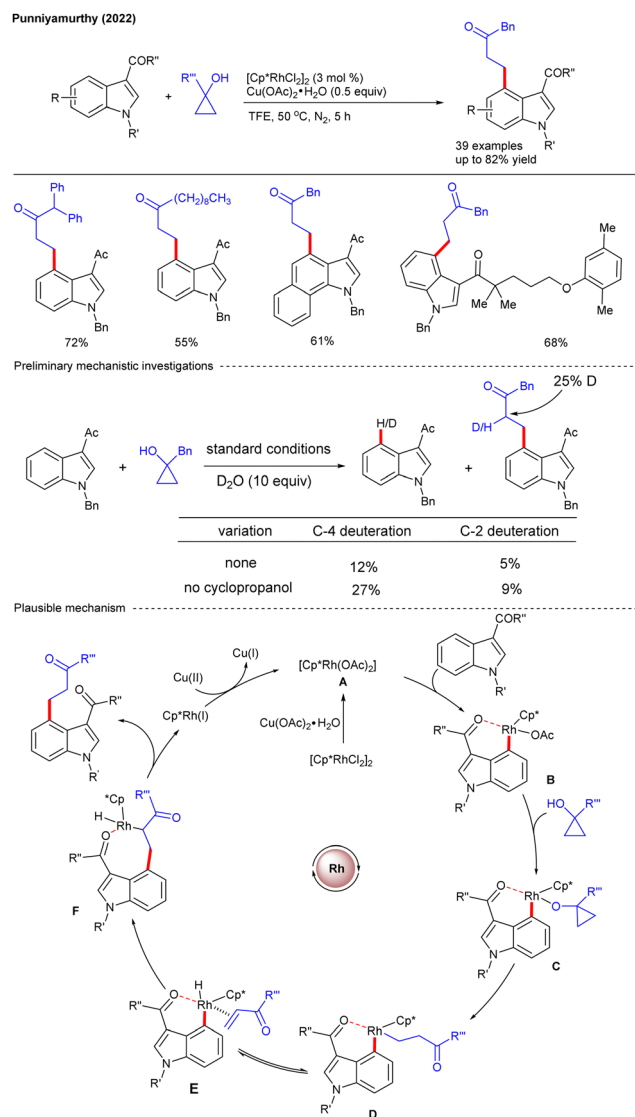 Punniyamurthy (2022)
COR"
R
N
R'
+
R'''
OH
[Cp*RhCl2]2 (3 mol %)
Cu(OAc)2•H2O (0.5 equiv)
TFE, 50 °C, N2, 5 h
Bn
O
COR"
R
N
R'
39 examples
up to 82% yield
Ph
O
Ph
Ac
N
Bn
72%
O
(CH2)8CH3
Ac
N
Bn
55%
Bn
O
Ac
N
Bn
61%
O
Bn
O
N
Bn
Me
Me
O
Me
Me
68%
Preliminary mechanistic investigations
Ac
N
Bn
+
HO
Bn
standard conditions
D2O (10 equiv)
H/D
Ac
N
Bn
+
25% D
O
Bn
D/H
Ac
N
Bn
variation C-4 deuteration C-2 deuteration
none 12% 5%
no cyclopropanol 27% 9%
Plausible mechanism
O
R'''
O
R"
N
R'
Cu(II)
Cu(I)
Cp*Rh(I)
[Cp*Rh(OAc)2]
A
Cu(OAc)2•H2O
[Cp*RhCl2]2
COR"
N
R'
R"
O
Rh
Cp*
OAc
N
R'
B
HO
R'''
R"
O
Rh
Cp*
O
R'''
N
R'
C
Rh
*Cp
H
Rh
R'''
O
O
R"
N
R'
F
H
R"
O
Rh
Cp*
R'''
O
N
R'
E
R"
O
Rh
Cp*
R'''
O
N
R'
D